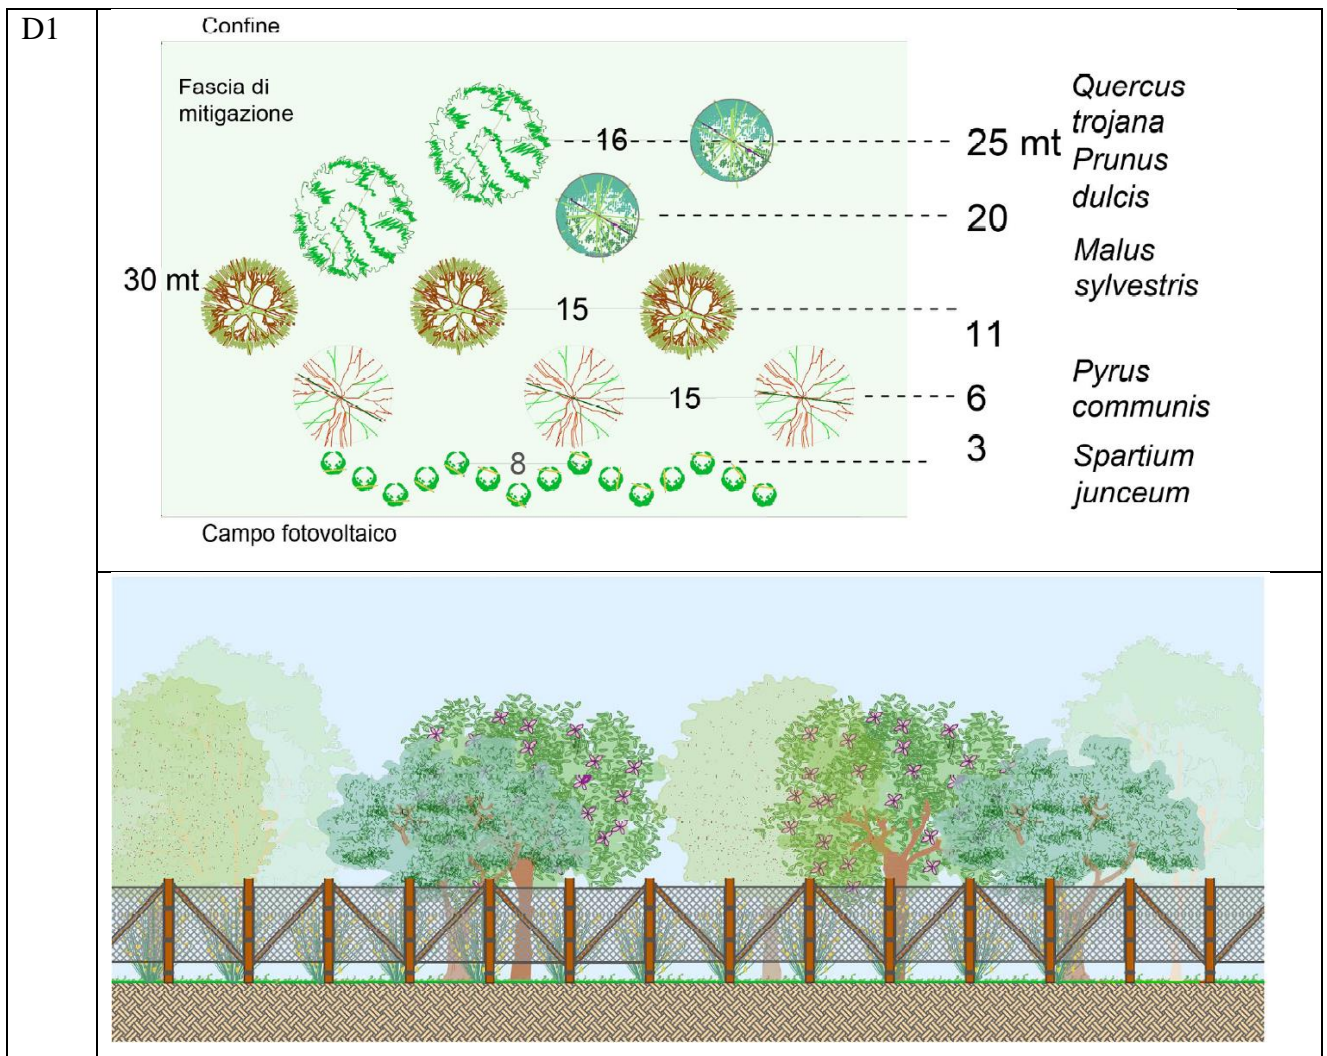 D1
Confine
Fascia di
mitigazione
16
25 mt
20
30 mt
15
11
15
6
8
3
Quercus
trojana
Prunus
dulcis
Malus
sylvestris
Pyrus
communis
Spartium
junceum
Campo fotovoltaico